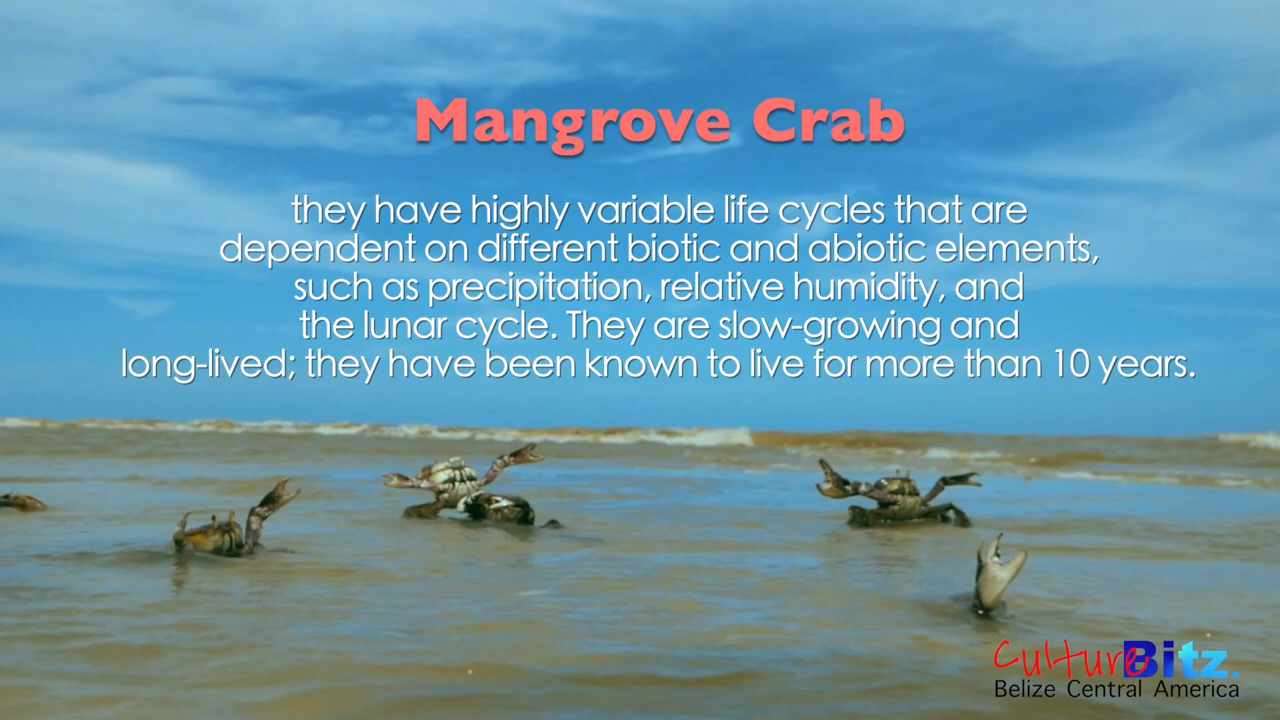 Mangrove Crab
they have highly variable life cycles that are
dependent on different biotic and abiotic elements,
such as precipitation, relative humidity, and
the lunar cycle. They are slow-growing and
long-lived; they have been known to live for more than 10 years.
CultureBitz.
Belize Central America